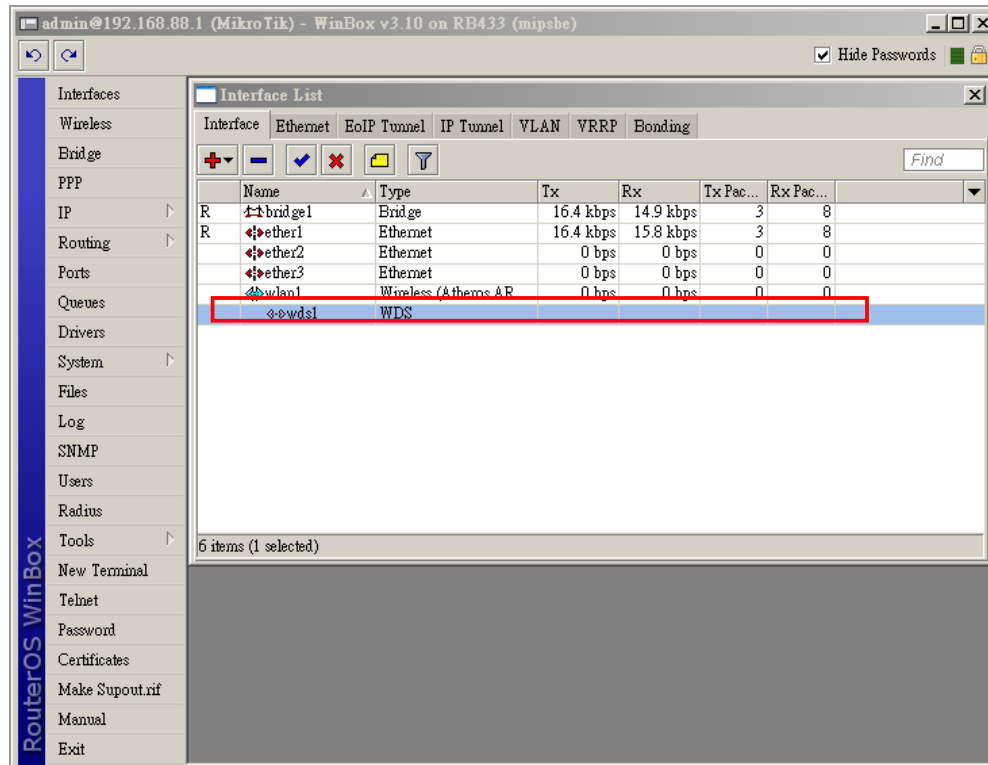 admin@192.168.88.1 (MikroTik) - WinBox v3.10 on RB433 (mipsbe)
Hide Passwords
Interfaces
Wireless
Bridge
PPP
IP
Routing
Ports
Queues
Drivers
System
Files
Log
SNMP
Users
Radius
Tools
New Terminal
Telnet
Password
Certificates
Make Supout.rif
Manual
Exit
RouterOS WinBox
Interface List
Interface Ethernet EoIP Tunnel IP Tunnel VLAN VRRP Bonding
Find
Name Type Tx Rx Tx Pac... Rx Pac...
R bridge1 Bridge 16.4 kbps 14.9 kbps 3 8
R ether1 Ethernet 16.4 kbps 15.8 kbps 3 8
ether2 Ethernet 0 bps 0 bps 0 0
ether3 Ethernet 0 bps 0 bps 0 0
wlan1 Wireless (Atheros AR... 0 bps 0 bps 0 0
wds1 WDS
6 items (1 selected)